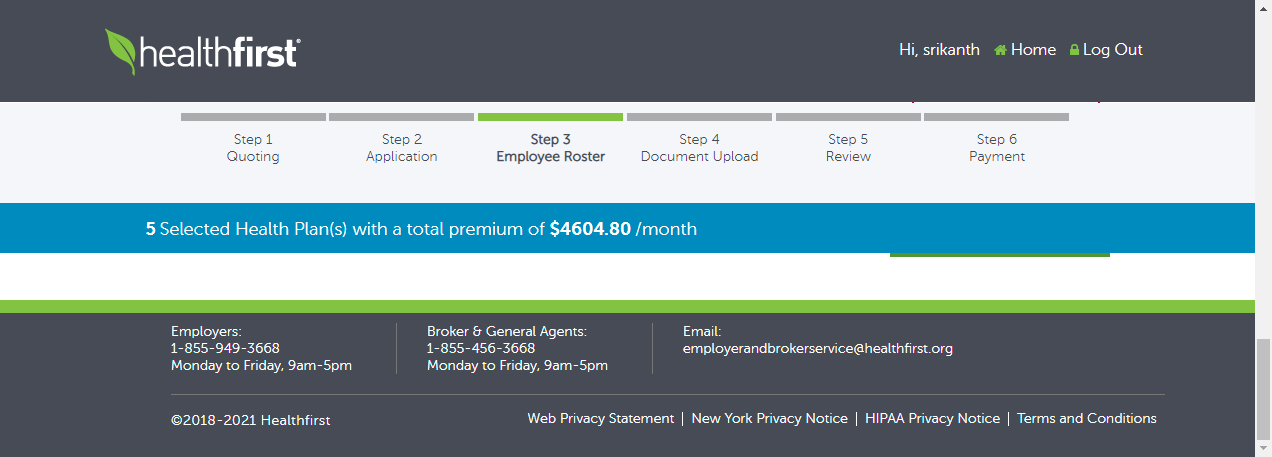 healthfirst®
Hi, srikanth Home Log Out
Step 1
Quoting
Step 2
Application
Step 3
Employee Roster
Step 4
Document Upload
Step 5
Review
Step 6
Payment
5 Selected Health Plan(s) with a total premium of $4604.80 /month
Employers:
1-855-949-3668
Monday to Friday, 9am-5pm
Broker & General Agents:
1-855-456-3668
Monday to Friday, 9am-5pm
Email:
employerandbrokerservice@healthfirst.org
©2018-2021 Healthfirst
Web Privacy Statement | New York Privacy Notice | HIPAA Privacy Notice | Terms and Conditions